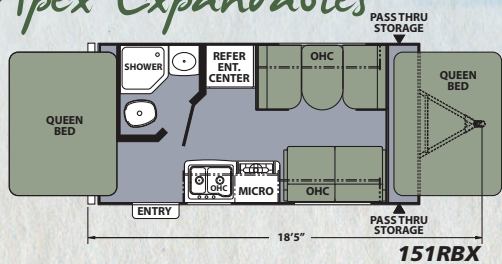 Apex Expandables
PASS THRU
STORAGE
SHOWER
REFER
ENT.
CENTER
OHC
QUEEN
BED
QUEEN
BED
OHC
MICRO
OHC
ENTRY
PASS THRU
STORAGE
18'5"
151RBX